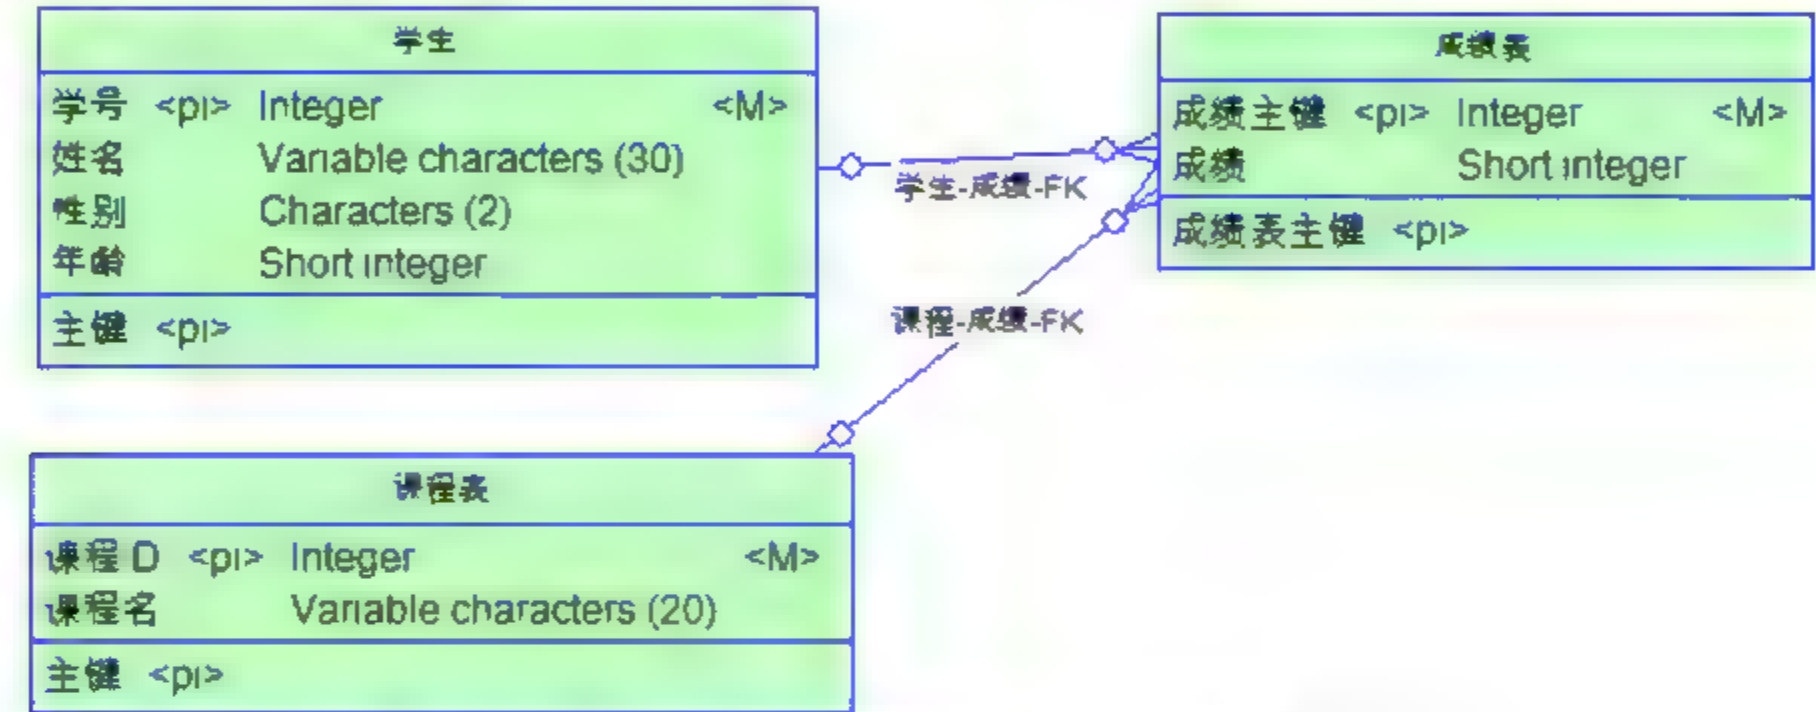 学生
学号 <pi> Integer <M>
姓名 Variable characters (30)
性别 Characters (2)
年龄 Short integer
主键 <pi>
成绩表
成绩主键 <pi> Integer <M>
成绩 Short integer
成绩表主键 <pi>
学生-成绩-FK
课程-成绩-FK
课程表
课程D <pi> Integer <M>
课程名 Variable characters (20)
主键 <pi>